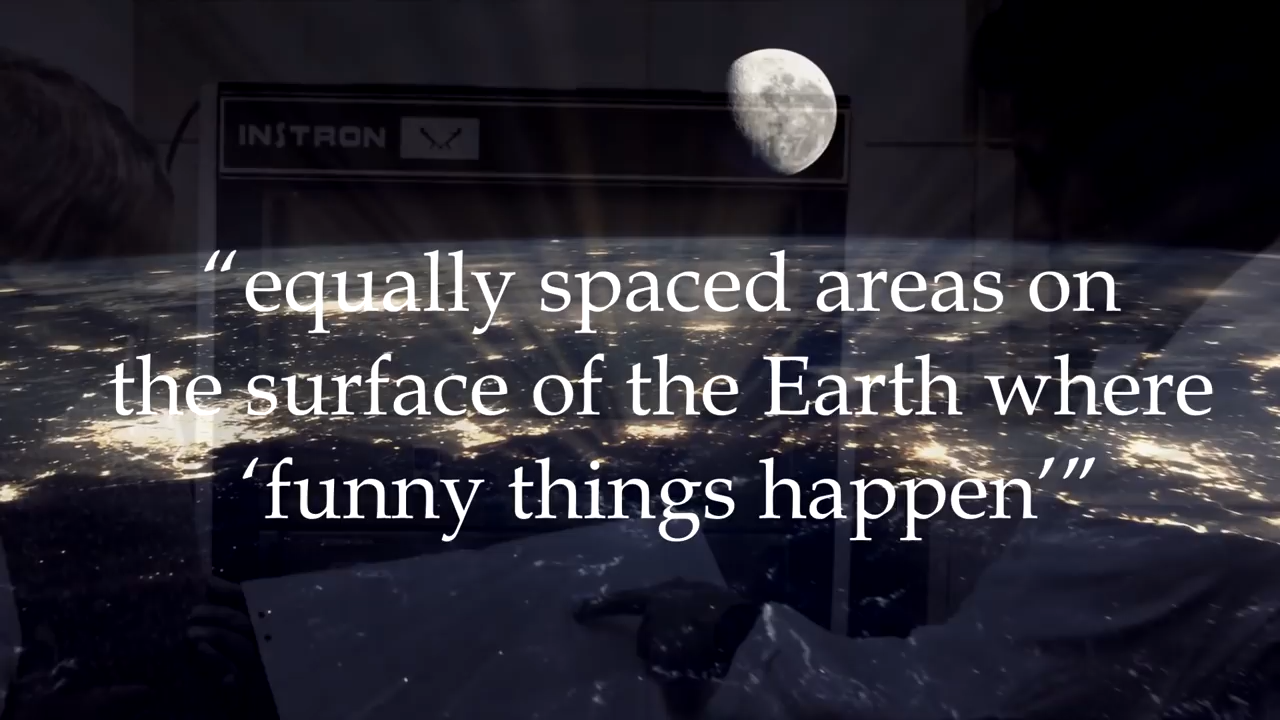 INSTRON
“equally spaced areas on
the surface of the Earth where
‘funny things happen’”